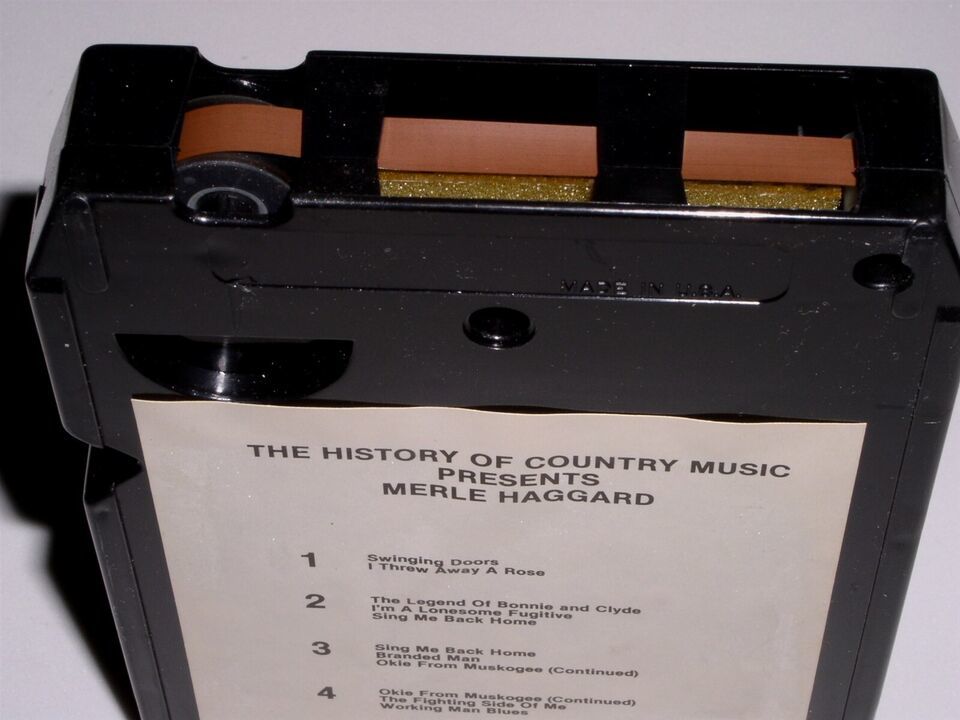 MADE IN U.S.A.
THE HISTORY OF COUNTRY MUSIC
PRESENTS
MERLE HAGGARD
1 Swinging Doors
I Threw Away A Rose
2 The Legend Of Bonnie and Clyde
I'm A Lonesome Fugitive
Sing Me Back Home
3 Sing Me Back Home
Branded Man
Okie From Muskogee (Continued)
4 Okie From Muskogee (Continued)
The Fighting Side Of Me
Working Man Blues